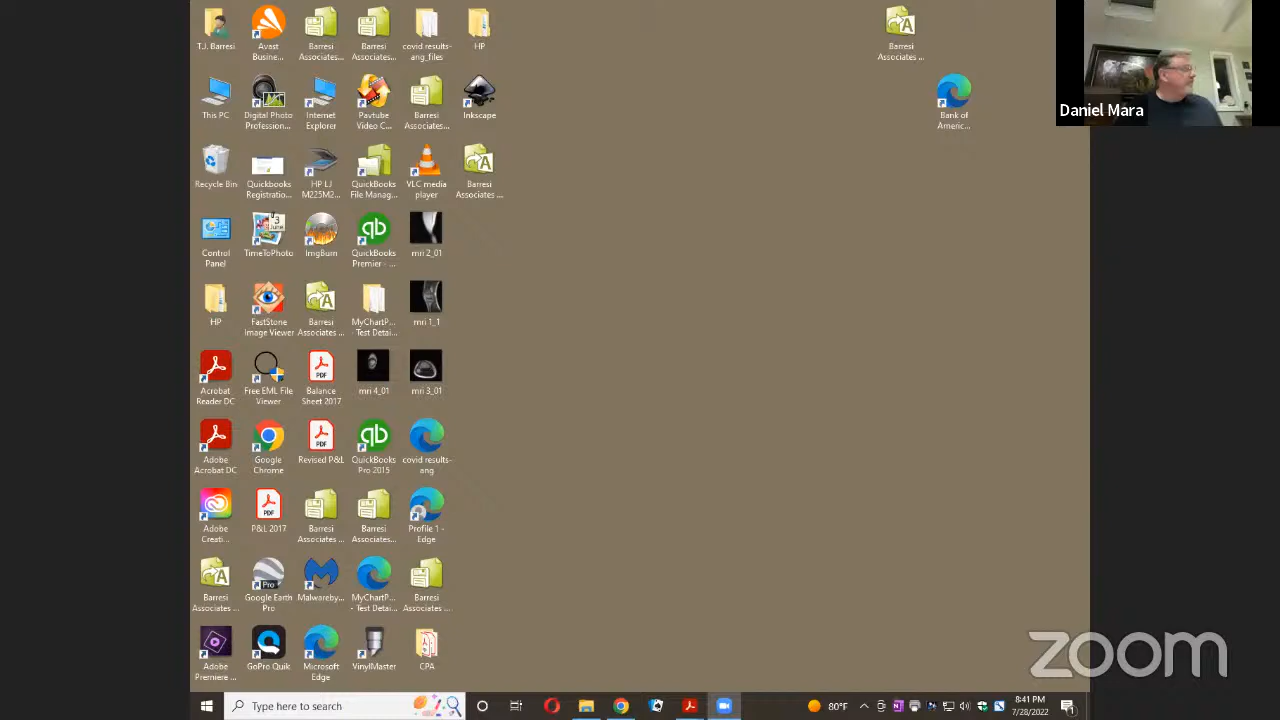 T.J. Barresi
Avast
Busine...
Barresi
Associates...
Barresi
Associates...
covid results-
ang_files
HP
Barresi
Associates ...
This PC
Digital Photo
Profession...
Internet
Explorer
Pavtube
Video C...
Barresi
Associates...
Inkscape
Bank of
Americ...
Daniel Mara
Recycle Bin
Quickbooks
Registratio...
HP LJ
M225M2...
QuickBooks
File Manag...
VLC media
player
Barresi
Associates ...
Control
Panel
TimeToPhoto
ImgBurn
QuickBooks
Premier - ...
mri 2_01
HP
FastStone
Image Viewer
Barresi
Associates ...
MyChartP...
- Test Detai...
mri 1_1
Acrobat
Reader DC
Free EML File
Viewer
PDF
Balance
Sheet 2017
mri 4_01
mri 3_01
Adobe
Acrobat DC
Google
Chrome
PDF
Revised P&L
QuickBooks
Pro 2015
covid results-
ang
Adobe
Creati...
PDF
P&L 2017
Barresi
Associates ...
Barresi
Associates...
Profile 1 -
Edge
Barresi
Associates ...
Pro
Google Earth
Pro
Malwareby...
MyChartP...
- Test Detai...
Barresi
Associates ...
Adobe
Premiere ...
GoPro Quik
Microsoft
Edge
VinylMaster
CPA
zoom
Type here to search
80°F
8:41 PM
7/28/2022